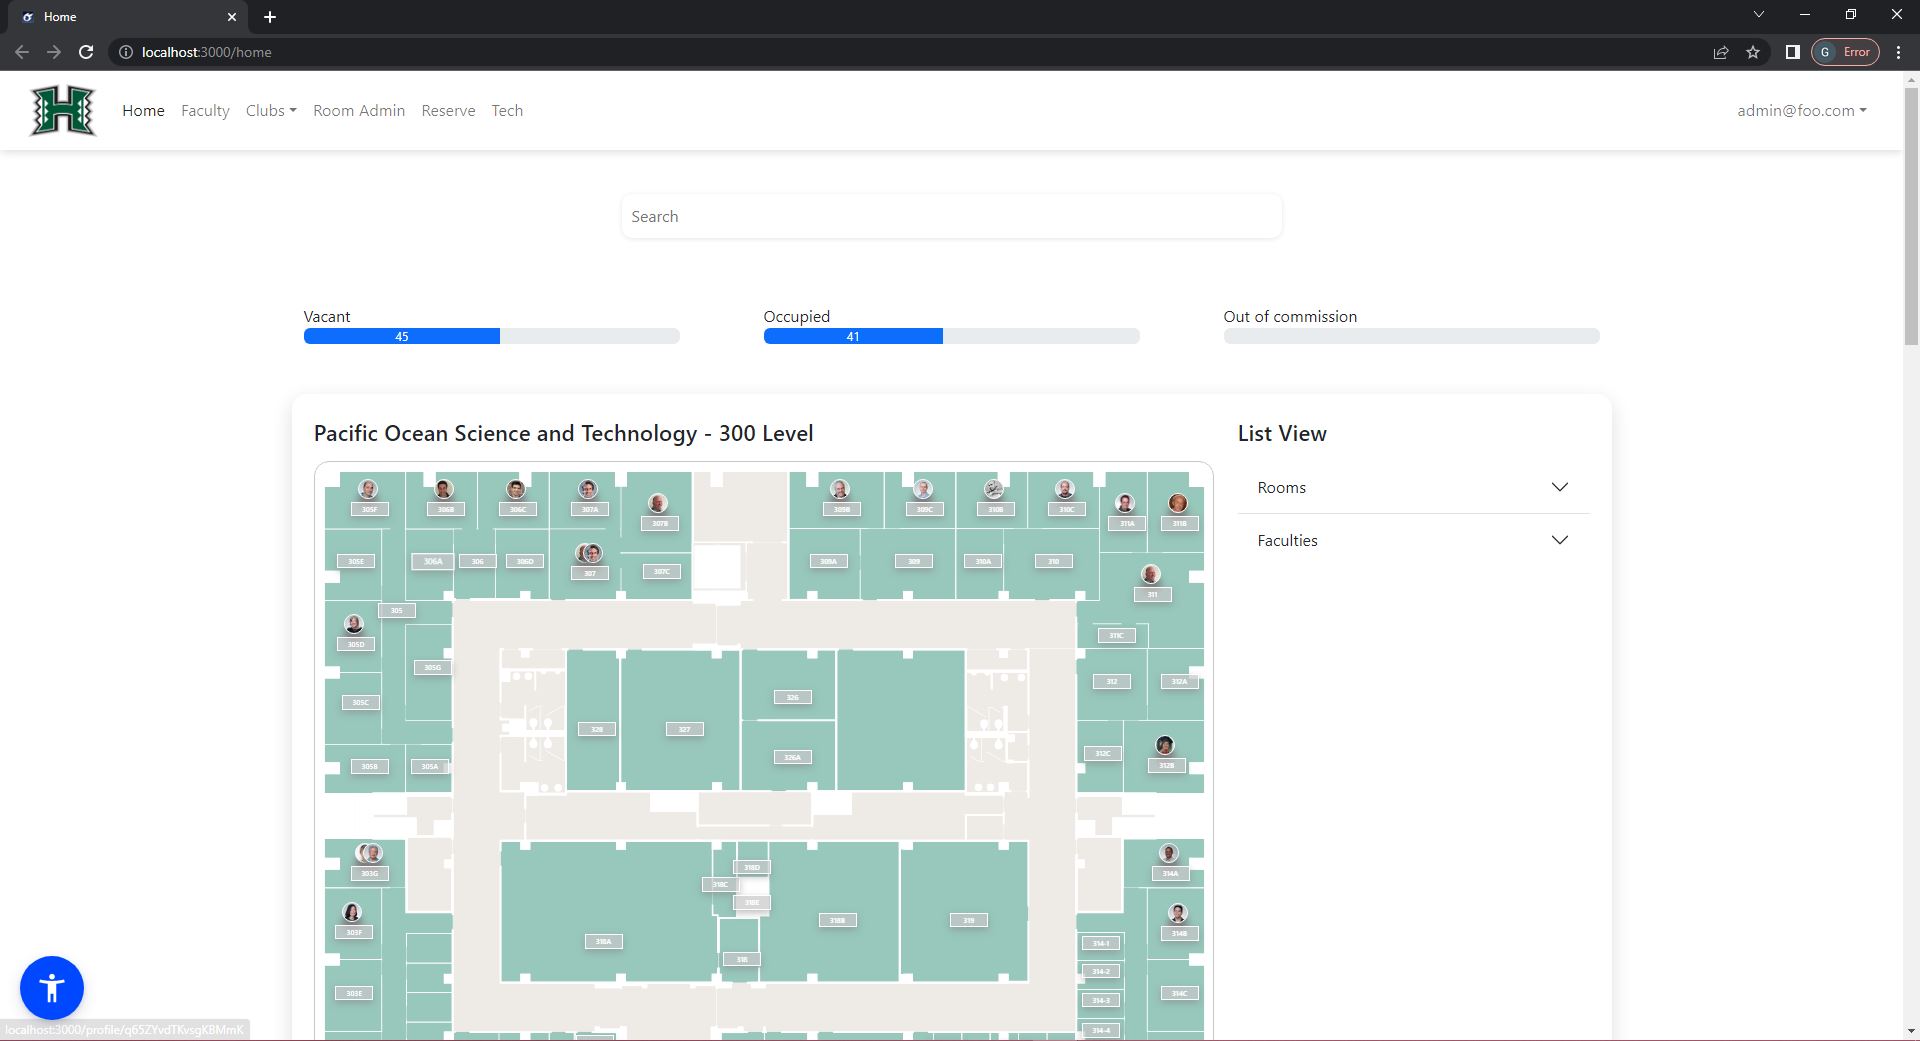 Home
localhost:3000/home
G Error
H
Home Faculty Clubs Room Admin Reserve Tech
admin@foo.com
Search
Vacant
45
Occupied
41
Out of commission
Pacific Ocean Science and Technology - 300 Level
List View
Rooms
Faculties
305F 306B 306C 307A 307B 309B 309C 310B 310C 311A 311B
305E 306A 306 306D 307 307C 309A 309 310A 310 311
305 311C
305D
305G 312 312A
305C 326
328 327
326A 312C 312B
305B 305A
318D 303G 314A
318C
318E
303F 318B 319 314B
318A 314-1
318
314-2
303E 314C
314-3
314-4
localhost:3000/profile/q65ZYvdTKvsgKBMmK